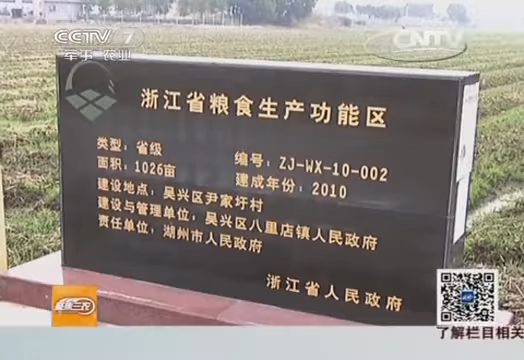 CCTV 7
军事·农业
CNTV
浙江省粮食生产功能区
类型：省级 编号：ZJ-WX-10-002
面积：1026亩 建成年份：2010
建设地点：吴兴区尹家圩村
建设与管理单位：吴兴区八里店镇人民政府
责任单位：湖州市人民政府
浙江省人民政府
聚焦三农
了解栏目相关